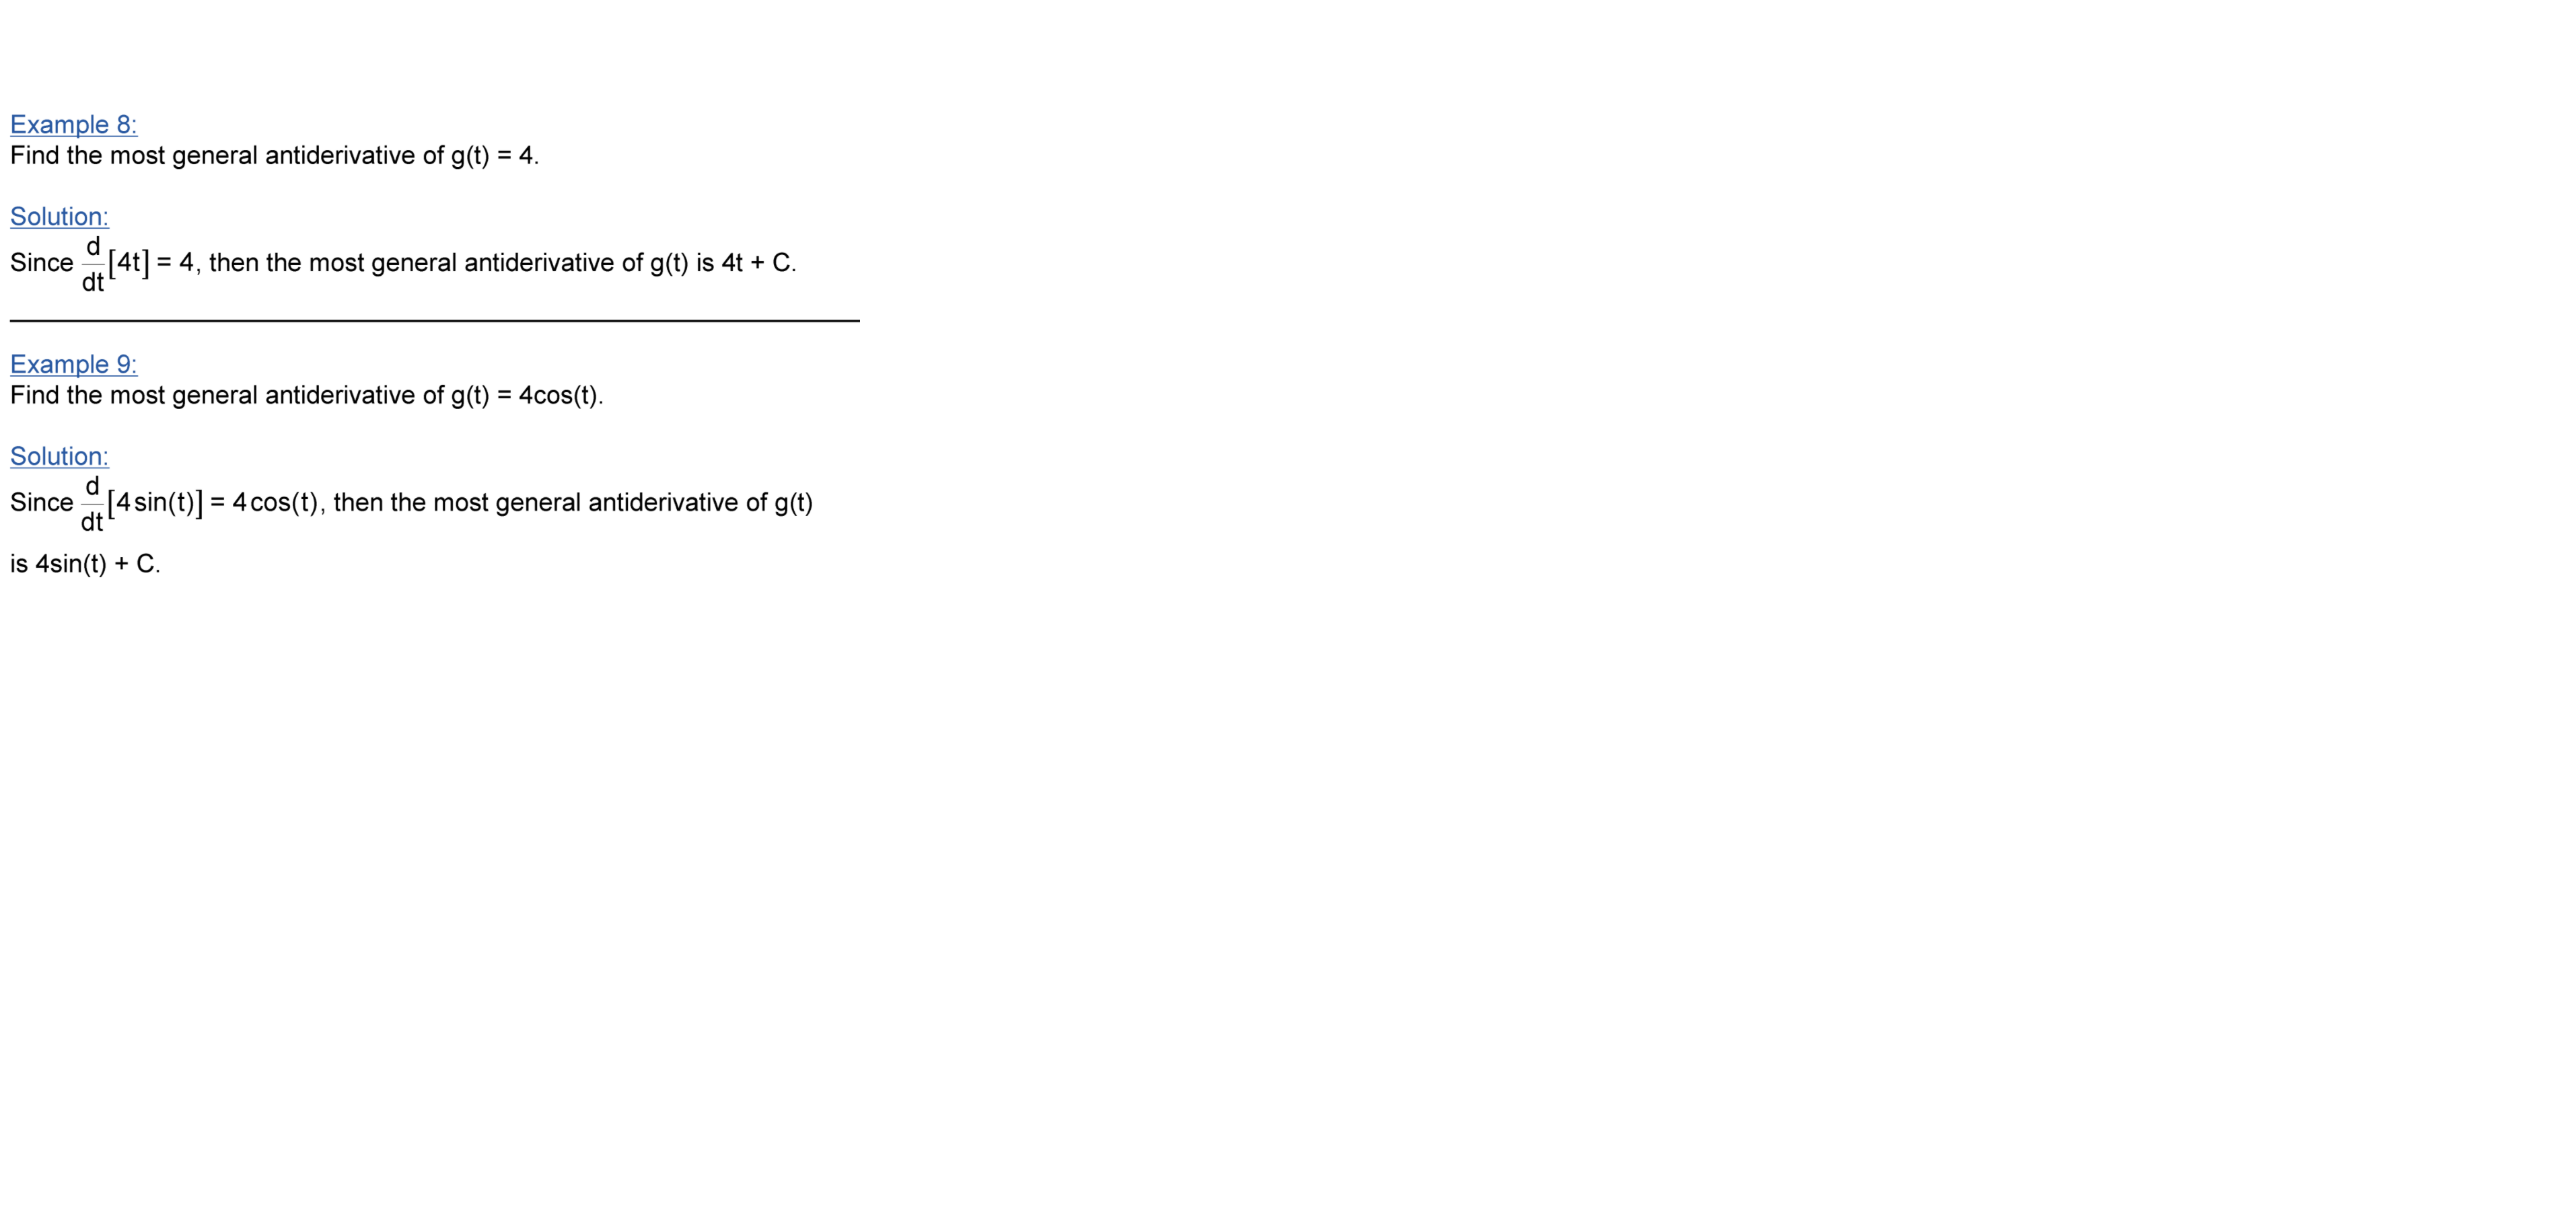 Example 8:
Find the most general antiderivative of g(t) = 4.
Solution:
Since d/dt [4t] = 4, then the most general antiderivative of g(t) is 4t + C.
Example 9:
Find the most general antiderivative of g(t) = 4cos(t).
Solution:
Since d/dt [4 sin(t)] = 4 cos(t), then the most general antiderivative of g(t)
is 4sin(t) + C.